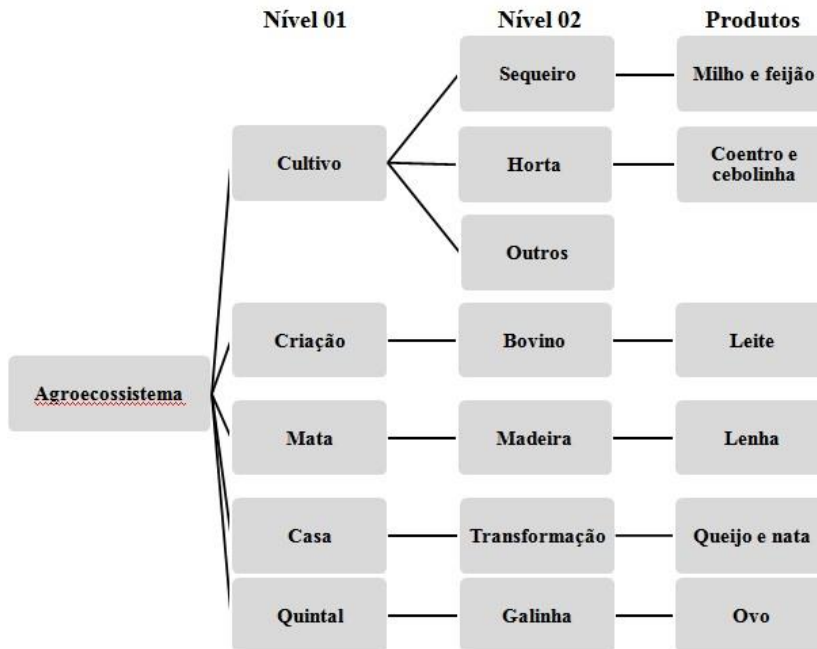 Nível 01 Nível 02 Produtos
Sequeiro Milho e feijão
Cultivo Horta Coentro e
cebolinha
Outros
Criação Bovino Leite
Agroecossistema
Mata Madeira Lenha
Casa Transformação Queijo e nata
Quintal Galinha Ovo